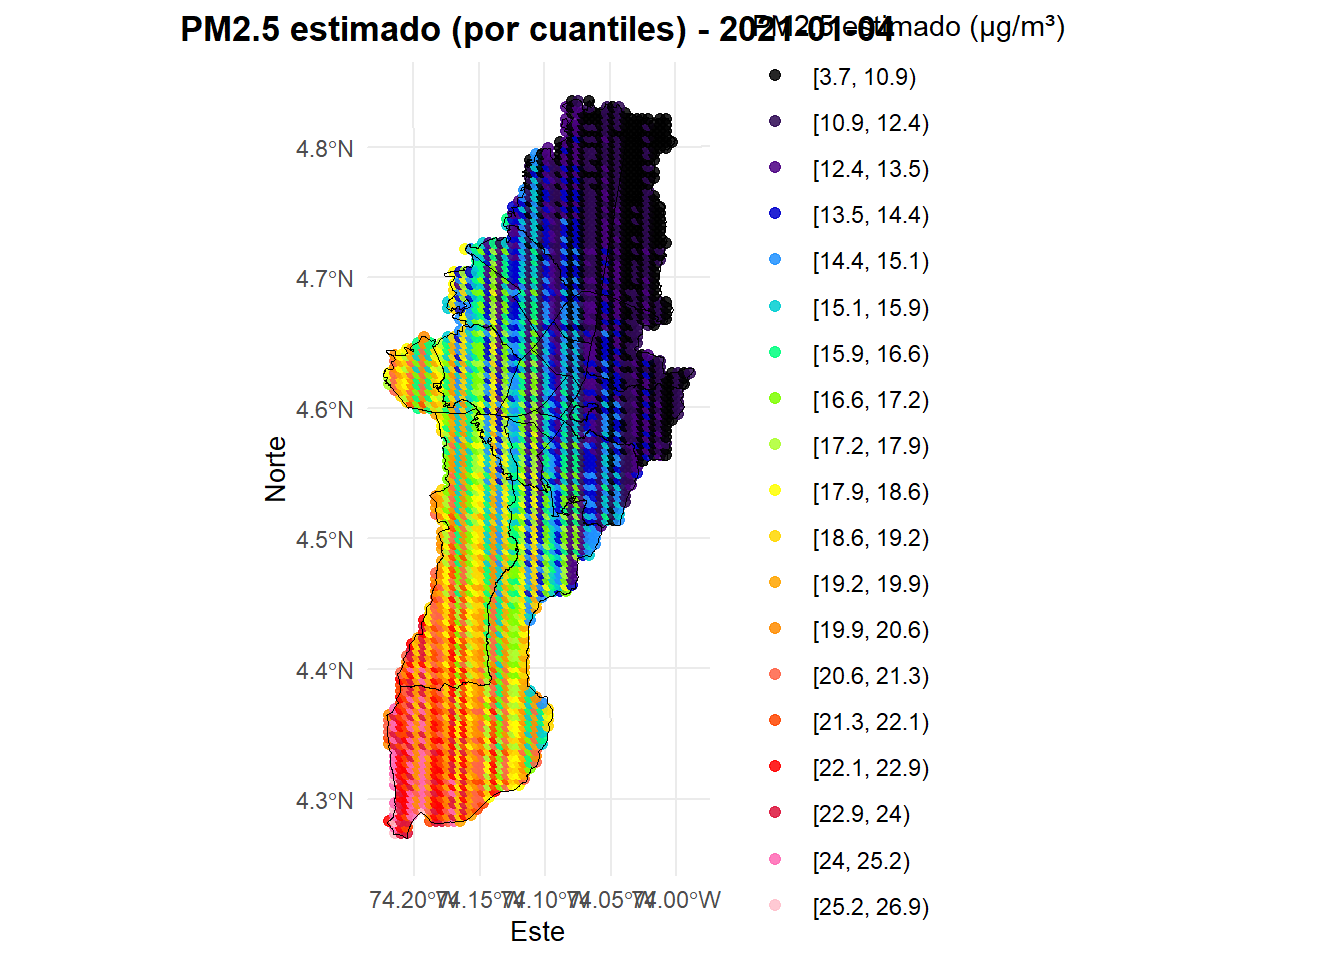 PM2.5 estimado (por cuantiles) - 2021-01-04
PM2.5 estimado (µg/m³)
[3.7, 10.9)
[10.9, 12.4)
[12.4, 13.5)
[13.5, 14.4)
[14.4, 15.1)
[15.1, 15.9)
[15.9, 16.6)
[16.6, 17.2)
[17.2, 17.9)
[17.9, 18.6)
[18.6, 19.2)
[19.2, 19.9)
[19.9, 20.6)
[20.6, 21.3)
[21.3, 22.1)
[22.1, 22.9)
[22.9, 24)
[24, 25.2)
[25.2, 26.9)
4.8°N
4.7°N
4.6°N
4.5°N
4.4°N
4.3°N
Norte
74.20°W 74.15°W 74.10°W 74.05°W 74.00°W
Este